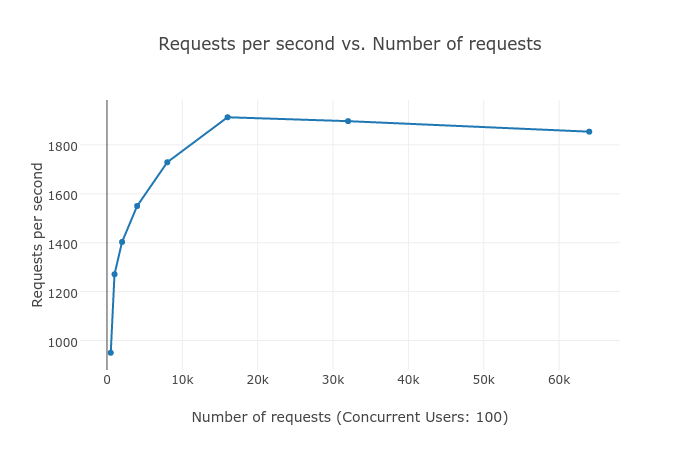 Requests per second vs. Number of requests
Requests per second
1800
1600
1400
1200
1000
0 10k 20k 30k 40k 50k 60k
Number of requests (Concurrent Users: 100)